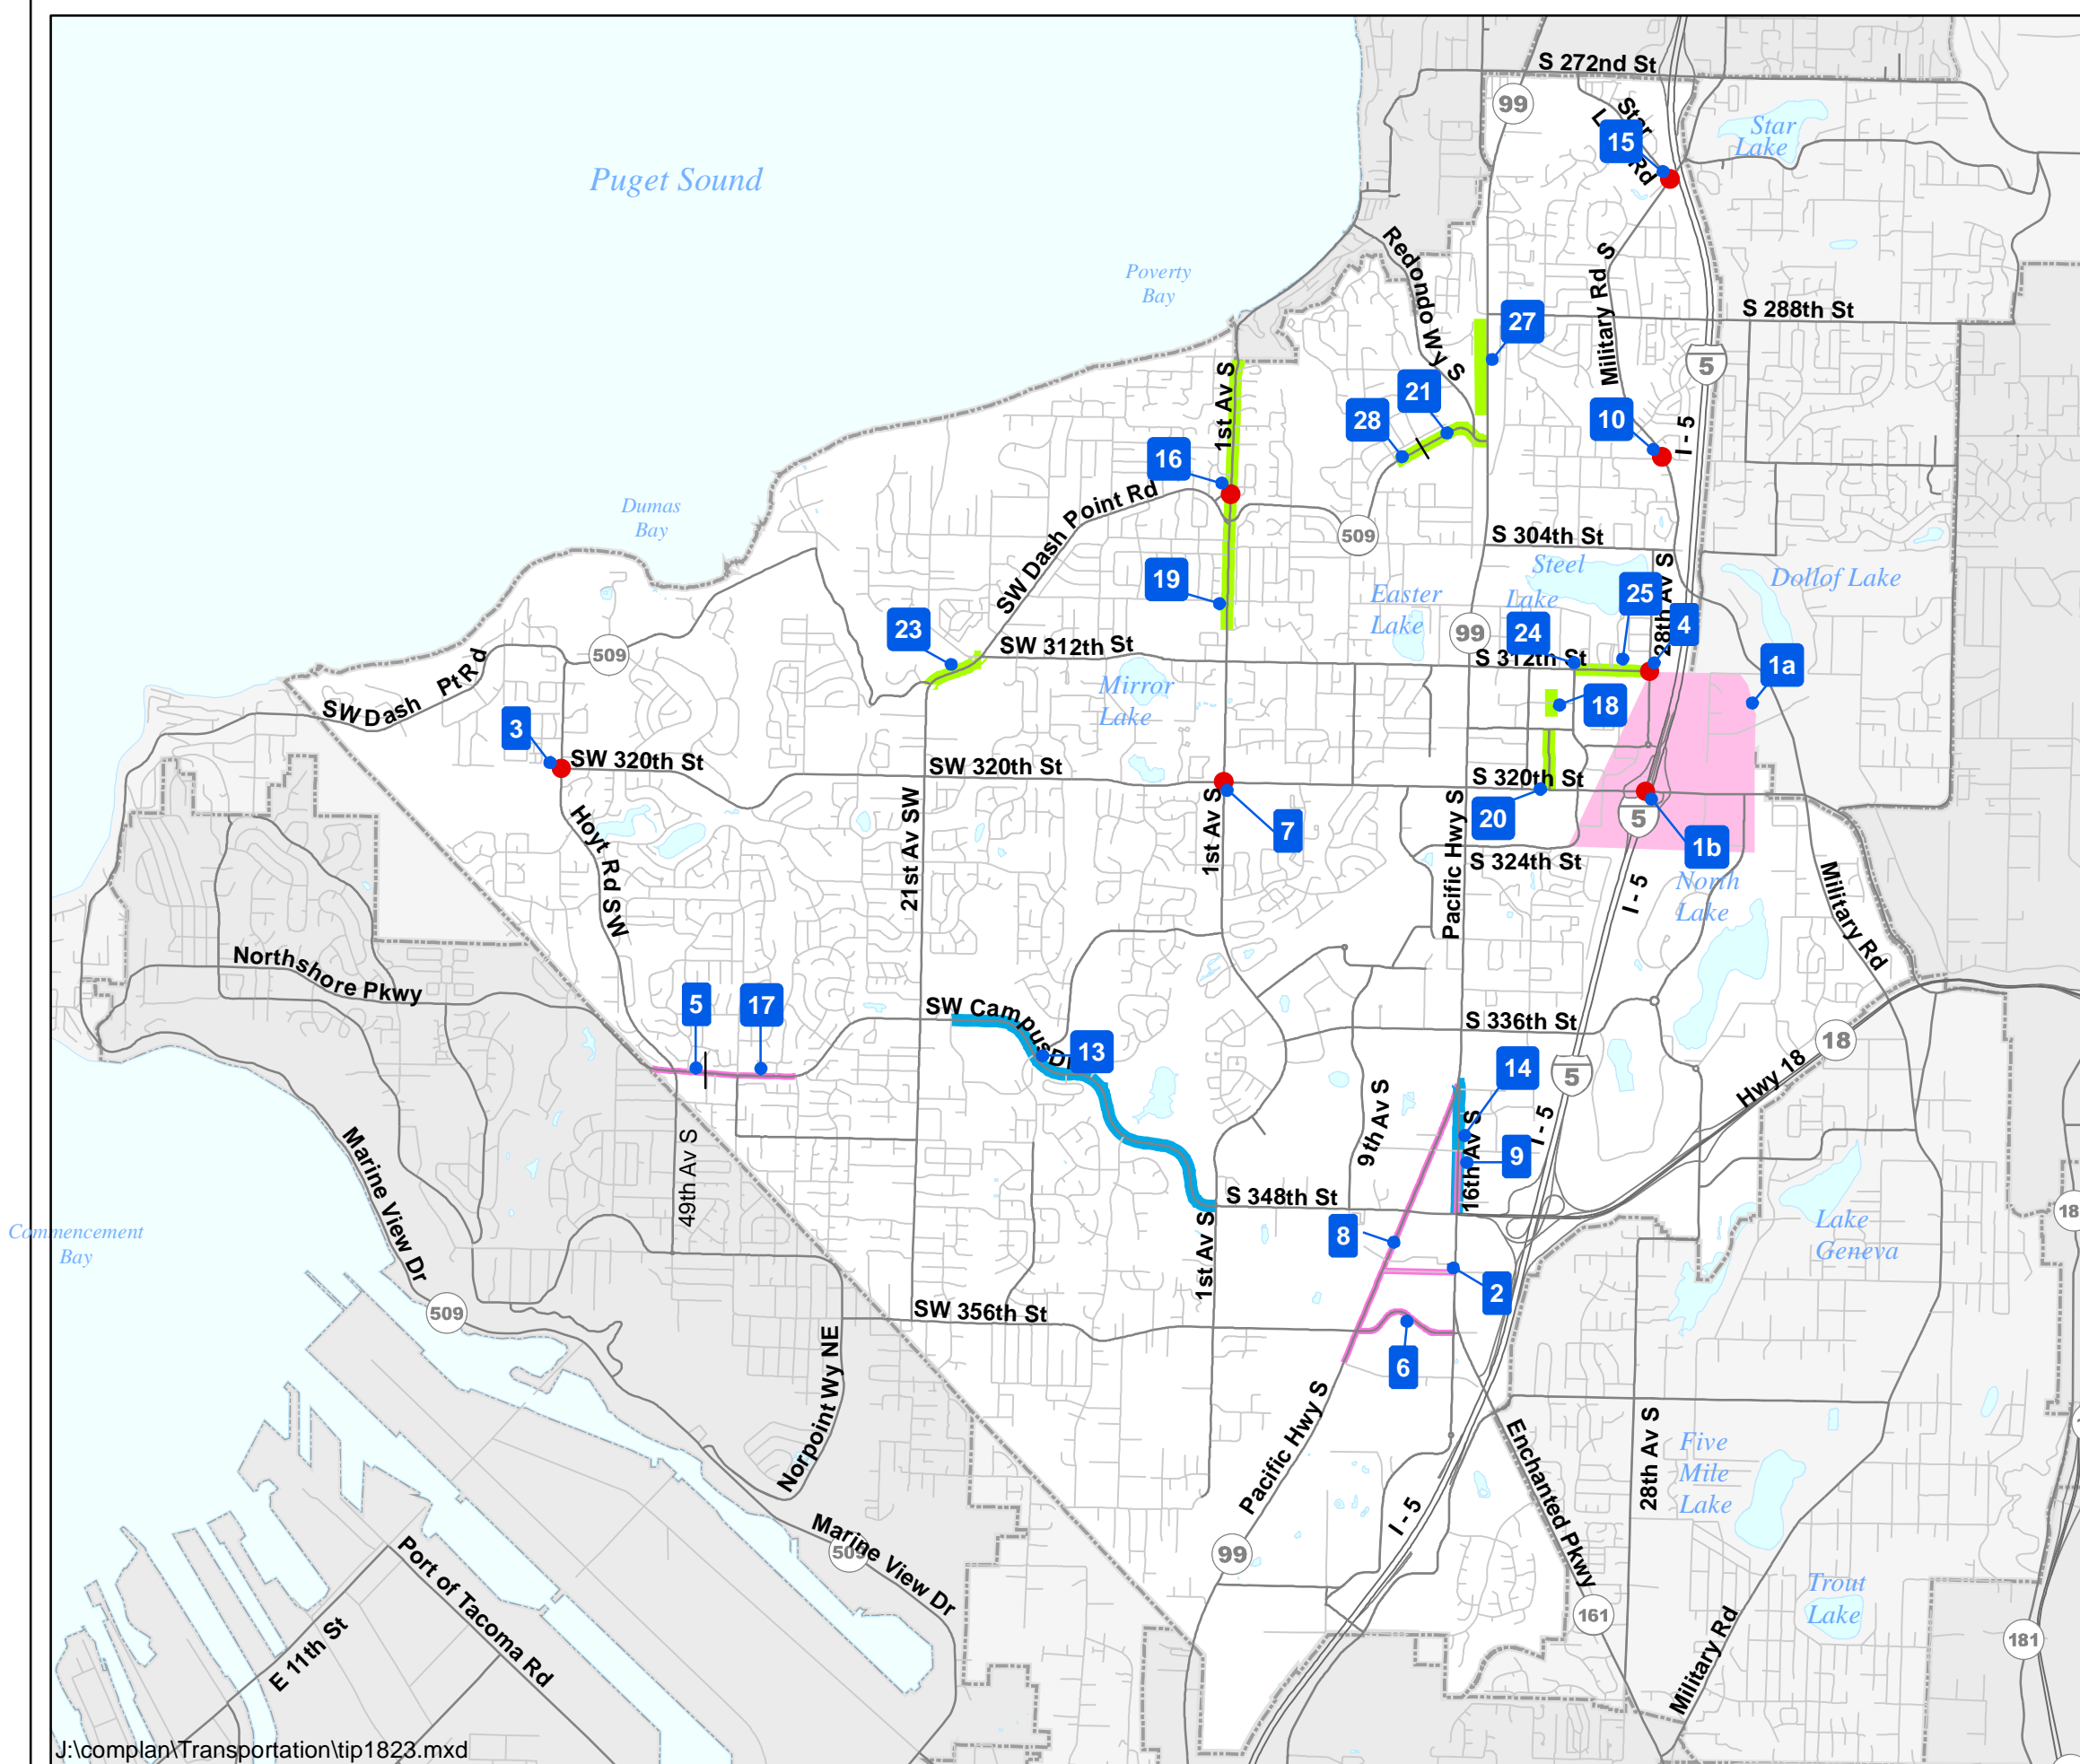 S 272nd St
99
Star
Lake
Star
L
Rd
15
Puget Sound
Redondo Wy S
Military Rd S
Poverty
Bay
S 288th St
27
5
1st Av S
21
28
10
I - 5
16
SW Dash Point Rd
Dumas
Bay
509
S 304th St
Steel
Lake
28th Av S
Dollof Lake
19
Easter
Lake
25
24
4
99
23
SW 312th St
S 312th St
1a
509
SW Dash Pt Rd
Mirror
Lake
18
3
SW 320th St
SW 320th St
S 320th St
20
5
7
1b
Hoyt Rd SW
21st Av SW
1st Av S
Pacific Hwy S
S 324th St
North
Lake
I - 5
Military Rd
Northshore Pkwy
5
17
SW Campus Dr
13
S 336th St
18
Hwy 18
14
5
9th Av S
16th Av S
I - 5
9
49th Av S
Marine View Dr
S 348th St
8
Lake
Geneva
18
Commencement
Bay
1st Av S
2
509
SW 356th St
6
Norpoint Wy NE
Pacific Hwy S
Enchanted Pkwy
28th Av S
Five
Mile
Lake
I - 5
Marine View Dr
509
99
Port of Tacoma Rd
E 11th St
Trout
Lake
161
181
Military Rd
J:\complan\Transportation\tip1823.mxd